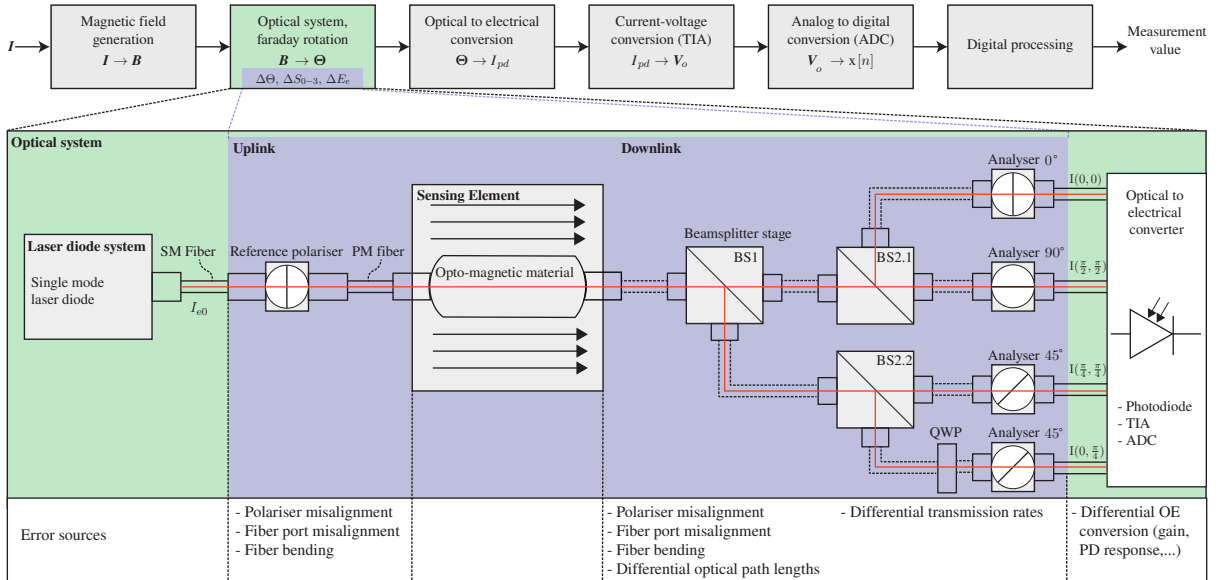 I
Magnetic field
generation
I → B
Optical system,
faraday rotation
B → Θ
ΔΘ, ΔS₀₋₃, ΔEₑ
Optical to electrical
conversion
Θ → I_pd
Current-voltage
conversion (TIA)
I_pd → V_o
Analog to digital
conversion (ADC)
V_o → x[n]
Digital processing
Measurement
value
Optical system
Uplink
Downlink
Laser diode system
Single mode
laser diode
SM Fiber
I_e0
Reference polariser
PM fiber
Sensing Element
Opto-magnetic material
Beamsplitter stage
BS1
BS2.1
BS2.2
QWP
Analyser 0°
Analyser 90°
Analyser 45°
Analyser 45°
I(0,0)
I(π/2, π/2)
I(π/4, π/4)
I(0, π/4)
Optical to
electrical
converter
- Photodiode
- TIA
- ADC
Error sources
- Polariser misalignment
- Fiber port misalignment
- Fiber bending
- Polariser misalignment
- Fiber port misalignment
- Fiber bending
- Differential optical path lengths
- Differential transmission rates
- Differential OE
conversion (gain,
PD response,...)